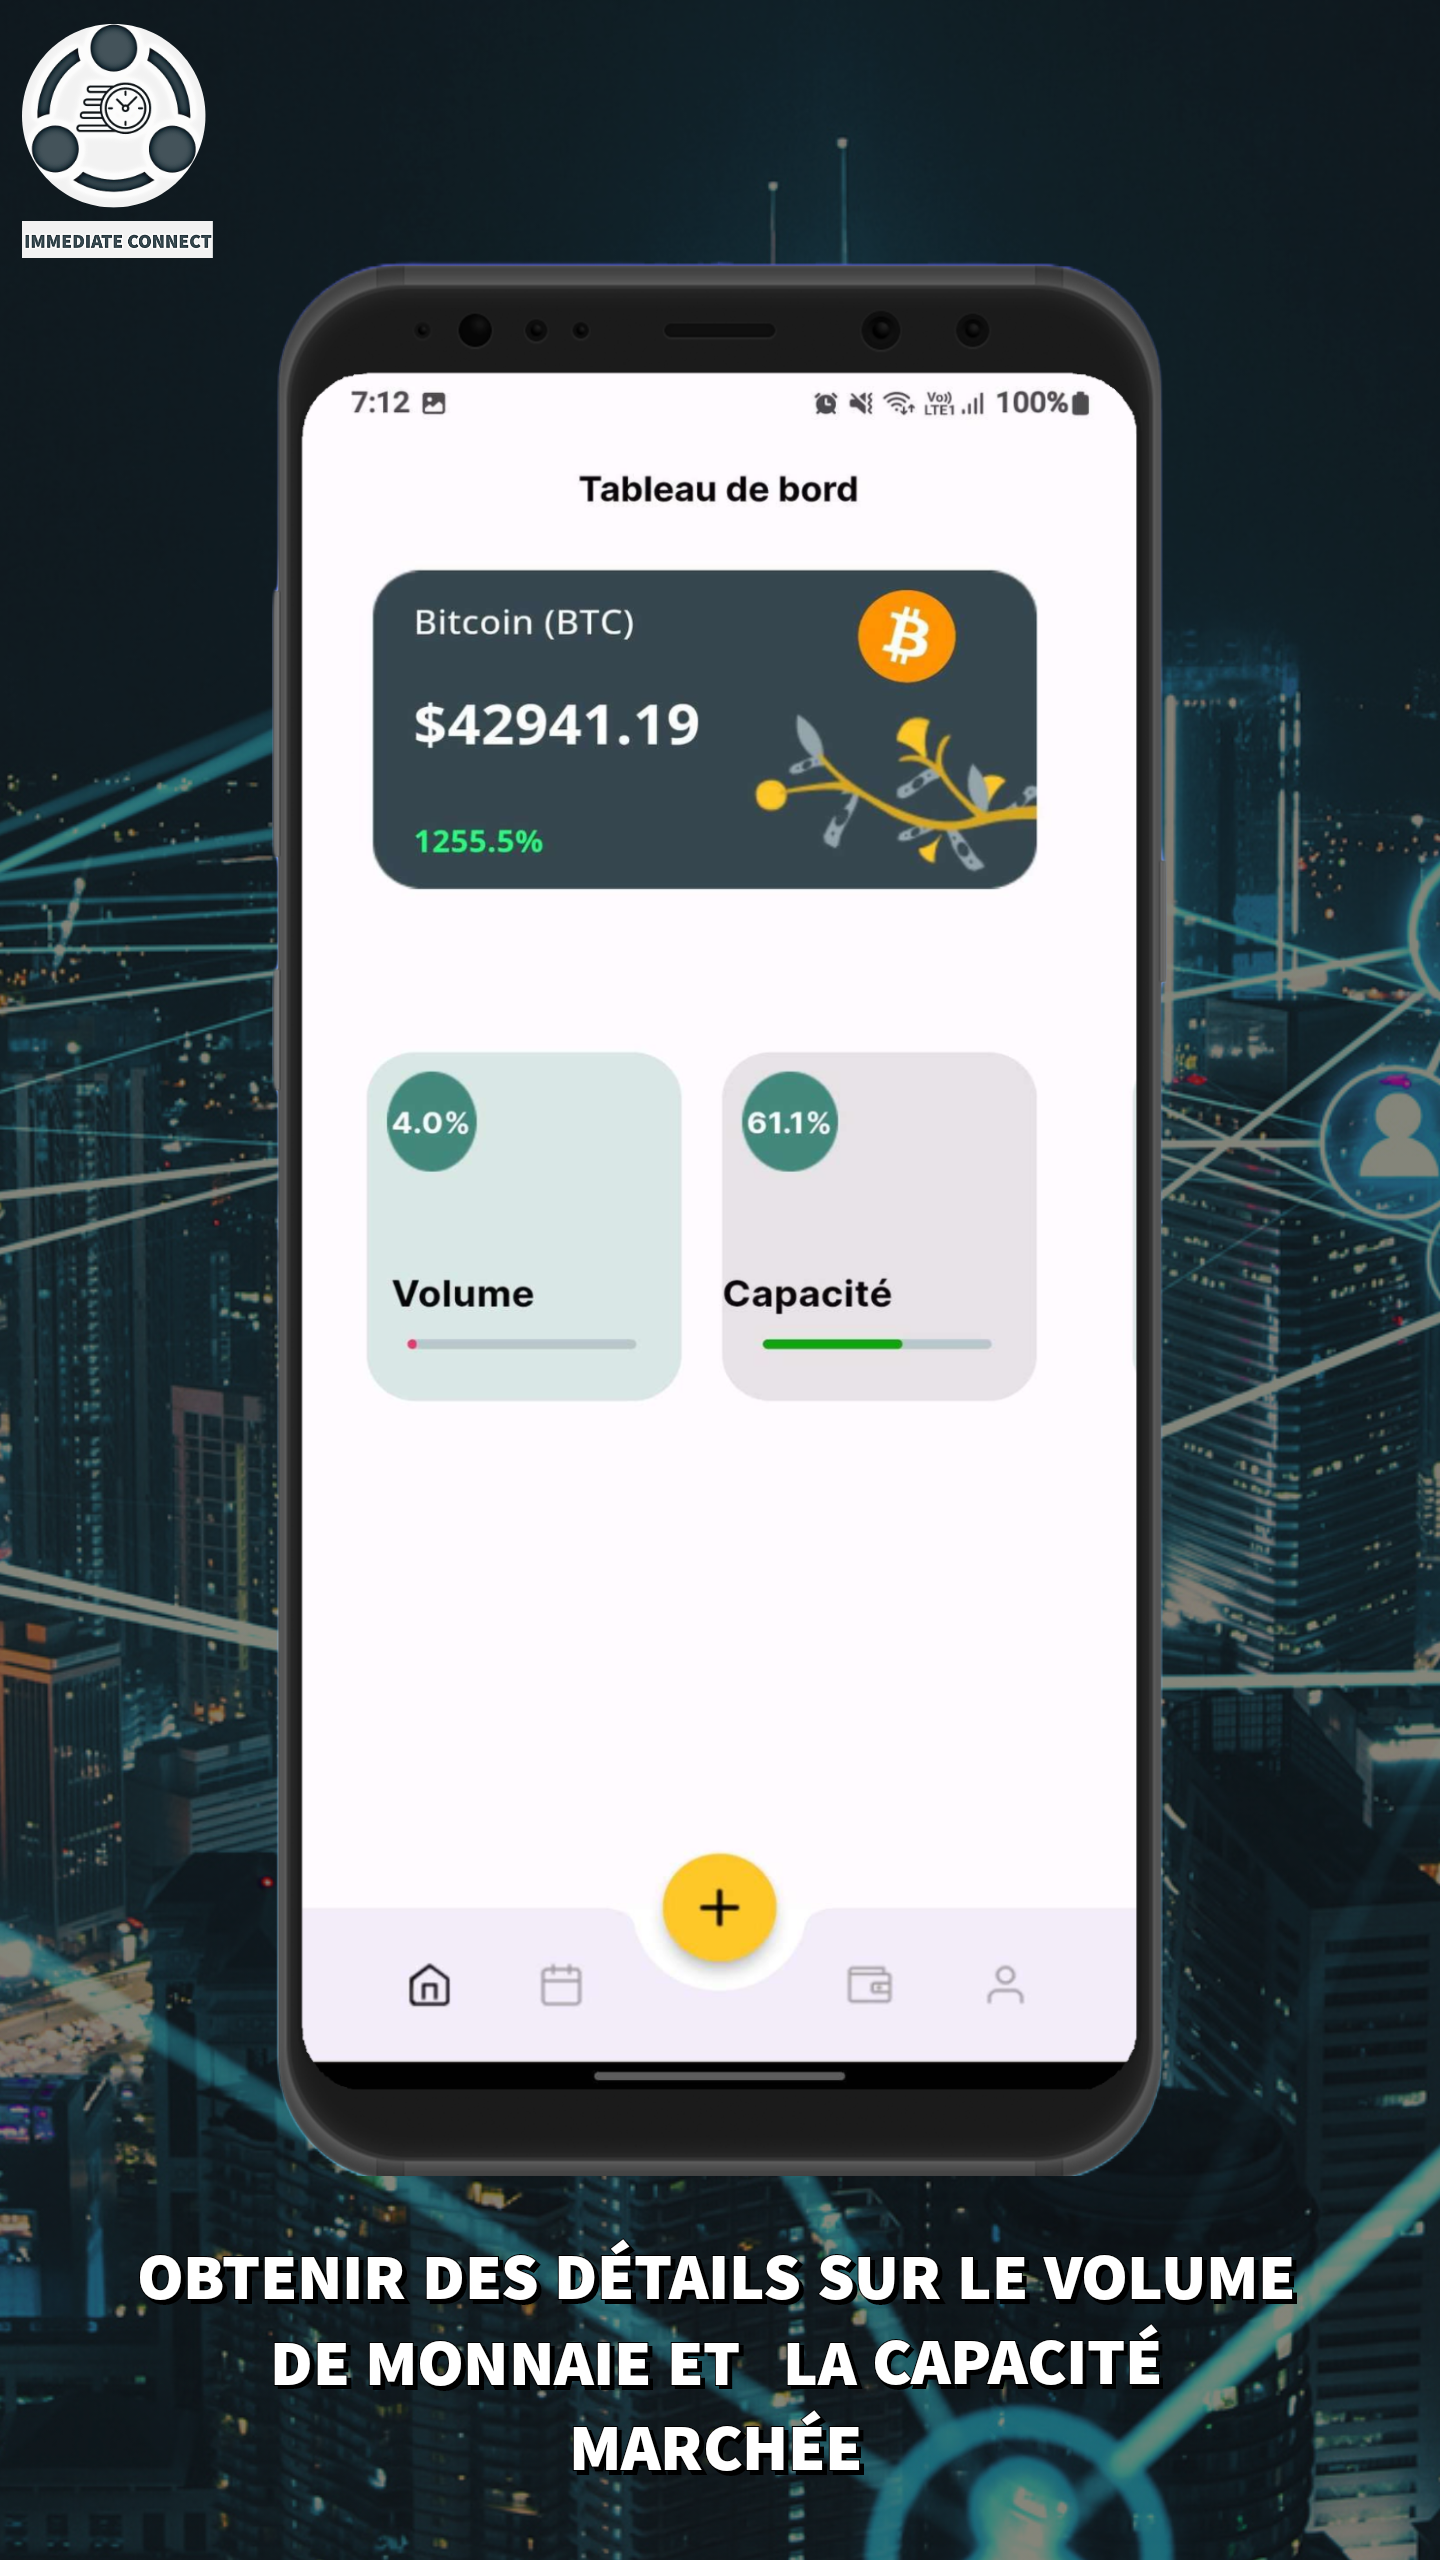 IMMEDIATE CONNECT
7:12
Vo)) LTE1 100%
Tableau de bord
Bitcoin (BTC)
$42941.19
1255.5%
4.0%
61.1%
Volume
Capacité
OBTENIR DES DÉTAILS SUR LE VOLUME
DE MONNAIE ET LA CAPACITÉ
MARCHÉE